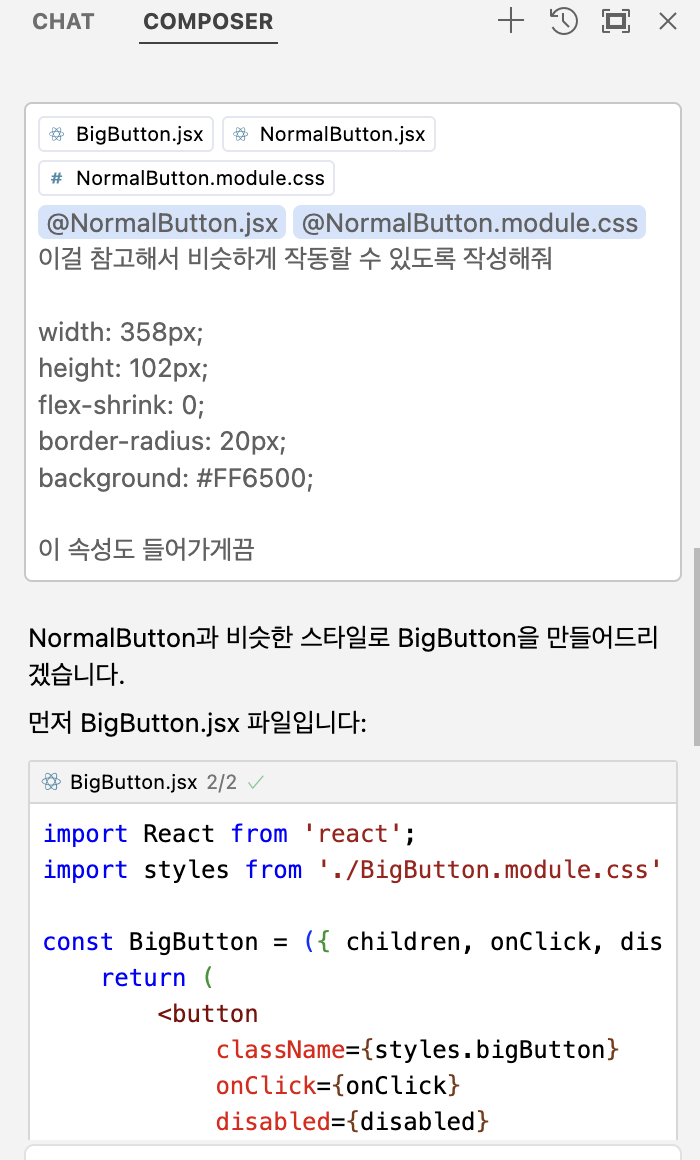 CHAT COMPOSER
BigButton.jsx NormalButton.jsx
# NormalButton.module.css
@NormalButton.jsx @NormalButton.module.css
이걸 참고해서 비슷하게 작동할 수 있도록 작성해줘
width: 358px;
height: 102px;
flex-shrink: 0;
border-radius: 20px;
background: #FF6500;
이 속성도 들어가게끔
NormalButton과 비슷한 스타일로 BigButton을 만들어드리
겠습니다.
먼저 BigButton.jsx 파일입니다:
BigButton.jsx 2/2
import React from 'react';
import styles from './BigButton.module.css'
const BigButton = ({ children, onClick, dis
return (
<button
className={styles.bigButton}
onClick={onClick}
disabled={disabled}